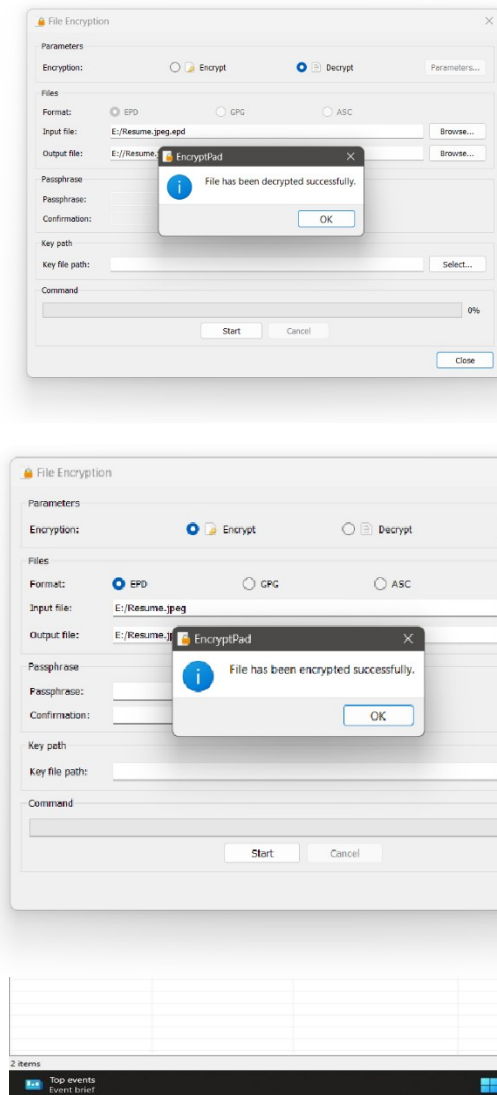 File Encryption
Parameters
Encryption: Encrypt Decrypt Parameters...
Files
Format: EPD GPG ASC
Input file: E:/Resume.jpeg.epd Browse...
Output file: E://Resume. Browse...
EncryptPad
File has been decrypted successfully.
OK
Passphrase
Passphrase:
Confirmation:
Key path
Key file path: Select...
Command
0%
Start Cancel
Close
File Encryption
Parameters
Encryption: Encrypt Decrypt
Files
Format: EPD GPG ASC
Input file: E:/Resume.jpeg
Output file: E:/Resume.j
EncryptPad
File has been encrypted successfully.
OK
Passphrase
Passphrase:
Confirmation:
Key path
Key file path:
Command
Start Cancel
2 items
Top events
Event brief